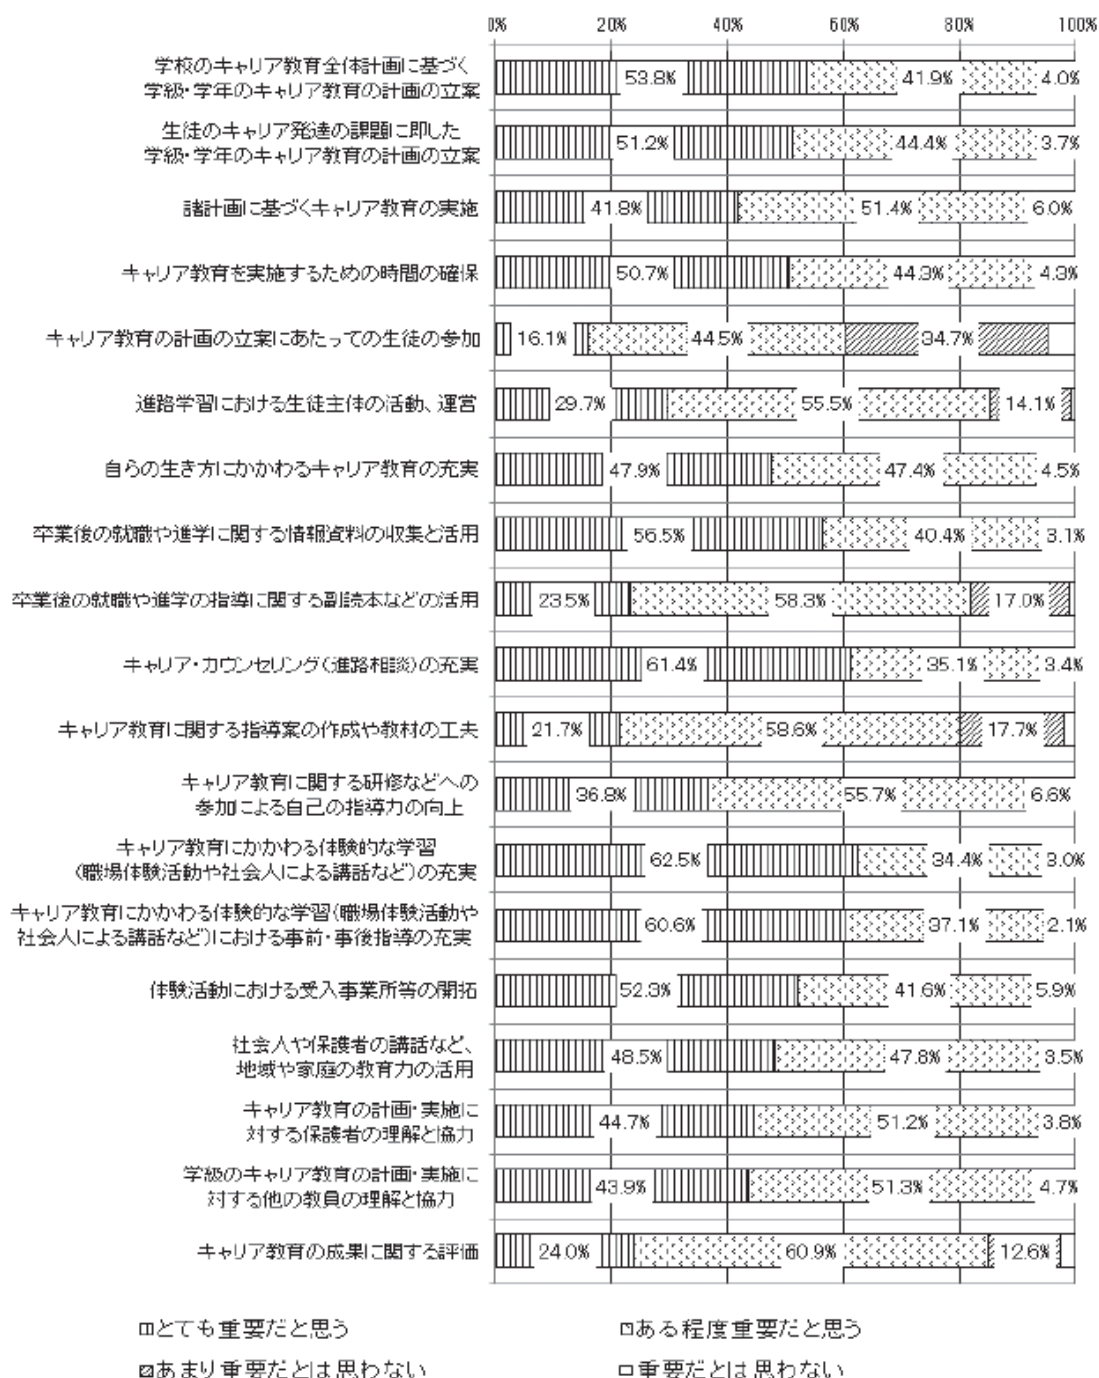 0% 20% 40% 60% 80% 100%
学校のキャリア教育全体計画に基づく
学級・学年のキャリア教育の計画の立案
53.8% 41.9% 4.0%
生徒のキャリア発達の課題に即した
学級・学年のキャリア教育の計画の立案
51.2% 44.4% 3.7%
諸計画に基づくキャリア教育の実施
41.8% 51.4% 6.0%
キャリア教育を実施するための時間の確保
50.7% 44.3% 4.3%
キャリア教育の計画の立案にあたっての生徒の参加
16.1% 44.5% 34.7%
進路学習における生徒主体の活動、運営
29.7% 55.5% 14.1%
自らの生き方にかかわるキャリア教育の充実
47.9% 47.4% 4.5%
卒業後の就職や進学に関する情報資料の収集と活用
56.5% 40.4% 3.1%
卒業後の就職や進学の指導に関する副読本などの活用
23.5% 58.3% 17.0%
キャリア・カウンセリング(進路相談)の充実
61.4% 35.1% 3.4%
キャリア教育に関する指導案の作成や教材の工夫
21.7% 58.6% 17.7%
キャリア教育に関する研修などへの
参加による自己の指導力の向上
36.8% 55.7% 6.6%
キャリア教育にかかわる体験的な学習
(職場体験活動や社会人による講話など)の充実
62.5% 34.4% 3.0%
キャリア教育にかかわる体験的な学習(職場体験活動や
社会人による講話など)における事前・事後指導の充実
60.6% 37.1% 2.1%
体験活動における受入事業所等の開拓
52.3% 41.6% 5.9%
社会人や保護者の講話など、
地域や家庭の教育力の活用
48.5% 47.8% 3.5%
キャリア教育の計画・実施に
対する保護者の理解と協力
44.7% 51.2% 3.8%
学級のキャリア教育の計画・実施に
対する他の教員の理解と協力
43.9% 51.3% 4.7%
キャリア教育の成果に関する評価
24.0% 60.9% 12.6%
とても重要だと思う ある程度重要だと思う
あまり重要だとは思わない 重要だとは思わない